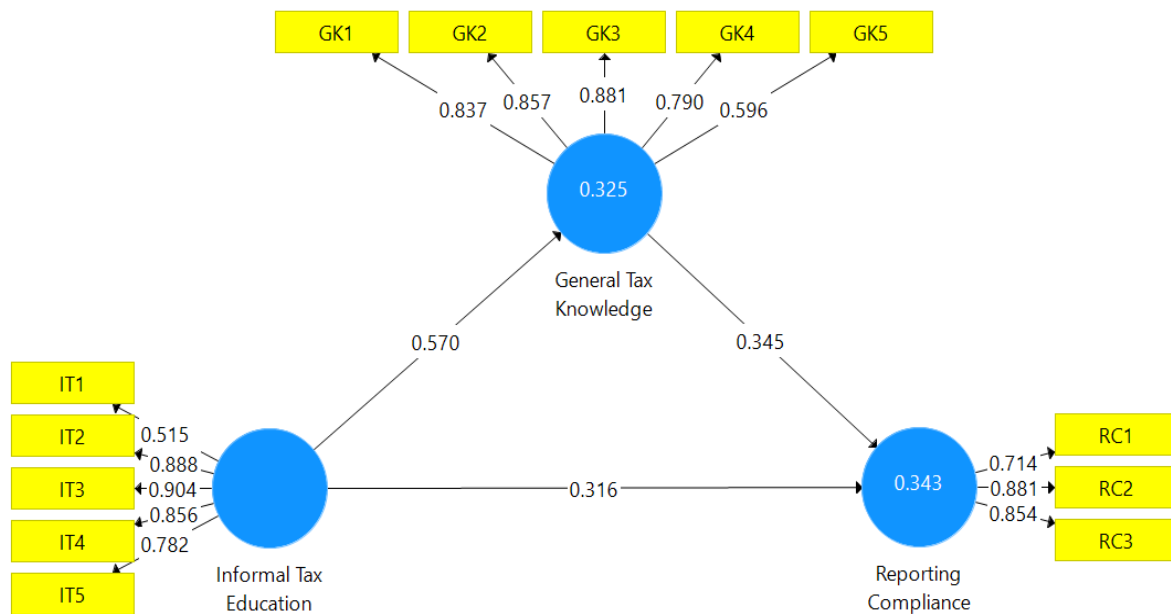 GK1 GK2 GK3 GK4 GK5
0.837 0.857 0.881 0.790 0.596
0.325
General Tax
Knowledge
0.570 0.345
IT1
IT2
IT3
IT4
IT5
0.515
0.888
0.904
0.856
0.782
Informal Tax
Education
0.316
0.343
Reporting
Compliance
0.714
0.881
0.854
RC1
RC2
RC3